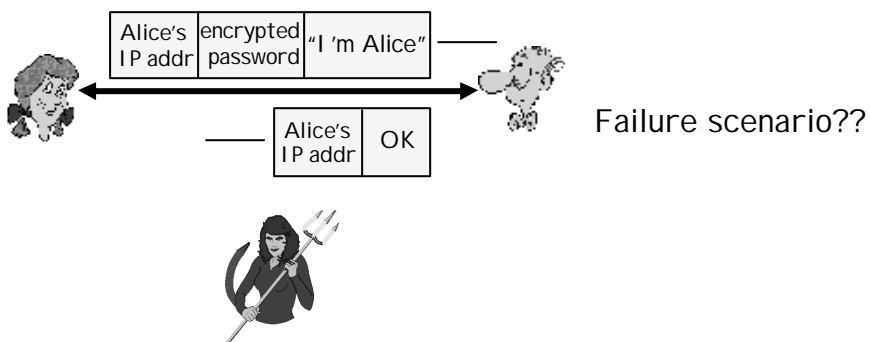 Alice's
IP addr
encrypted
password
"I'm Alice"
Alice's
IP addr
OK
Failure scenario??